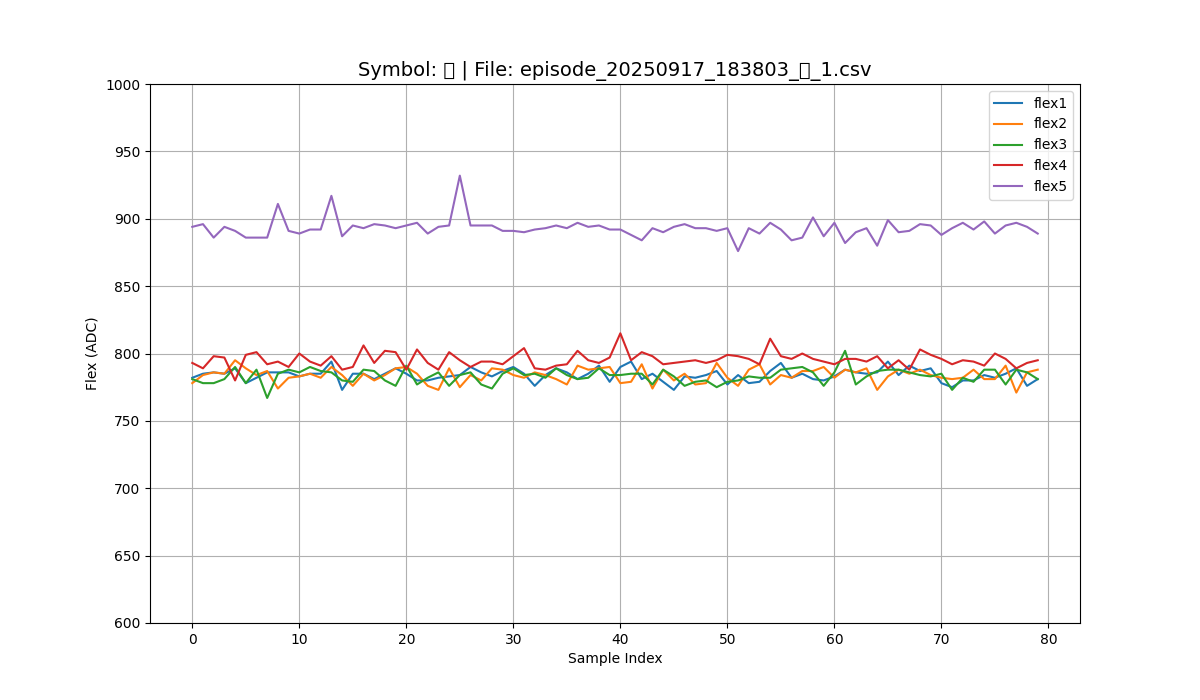 Symbol: ▯ | File: episode_20250917_183803_▯_1.csv
1000
950
900
850
800
750
700
650
600
Flex (ADC)
flex1
flex2
flex3
flex4
flex5
0 10 20 30 40 50 60 70 80
Sample Index